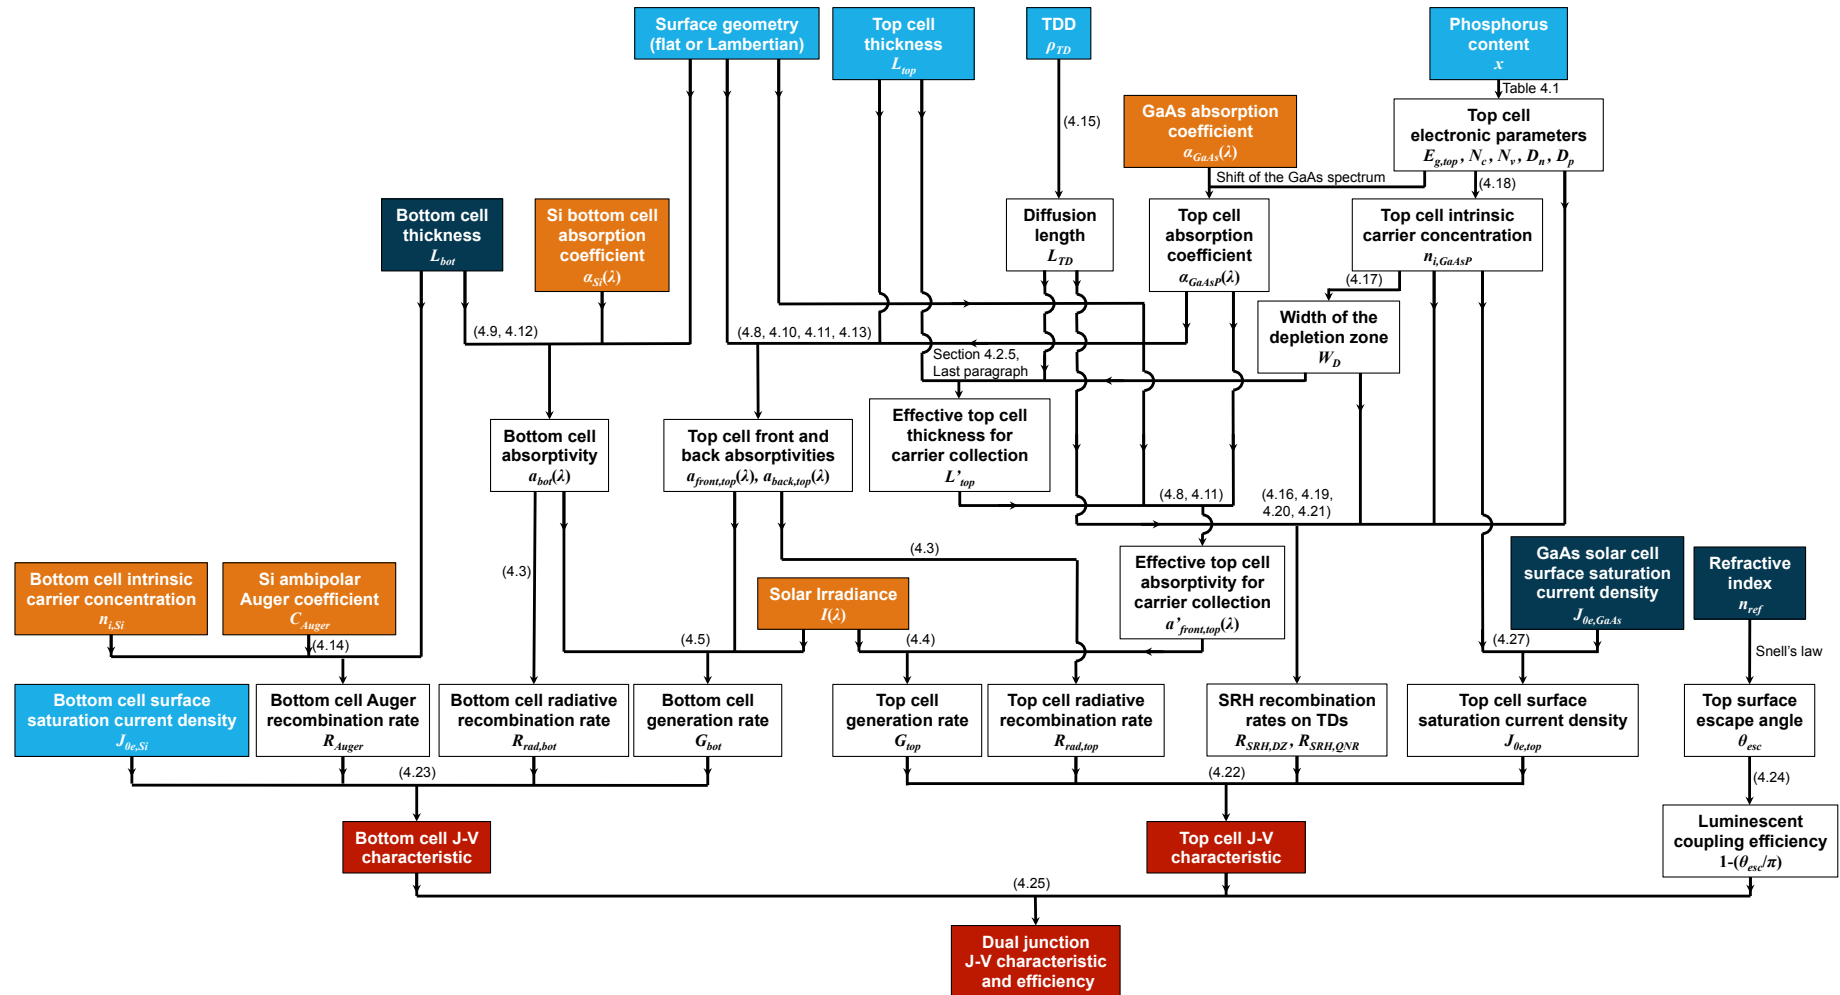 Surface geometry
(flat or Lambertian)
Top cell
thickness
L_top
TDD
ρ_TD
Phosphorus
content
x
Table 4.1
(4.15)
GaAs absorption
coefficient
α_GaAs(λ)
Top cell
electronic parameters
E_g,top, N_c, N_v, D_n, D_p
Shift of the GaAs spectrum
(4.18)
Bottom cell
thickness
L_bot
Si bottom cell
absorption
coefficient
α_Si(λ)
Diffusion
length
L_TD
Top cell
absorption
coefficient
α_GaAsP(λ)
Top cell intrinsic
carrier concentration
n_i,GaAsP
(4.17)
Width of the
depletion zone
W_D
(4.9, 4.12)
(4.8, 4.10, 4.11, 4.13)
Section 4.2.5,
Last paragraph
Bottom cell
absorptivity
a_bot(λ)
Top cell front and
back absorptivities
a_front,top(λ), a_back,top(λ)
Effective top cell
thickness for
carrier collection
L'_top
(4.8, 4.11)
(4.16, 4.19,
4.20, 4.21)
(4.3)
(4.3)
Bottom cell intrinsic
carrier concentration
n_i,Si
Si ambipolar
Auger coefficient
C_Auger
Solar Irradiance
I(λ)
Effective top cell
absorptivity for
carrier collection
a'_front,top(λ)
GaAs solar cell
surface saturation
current density
J_0e,GaAs
Refractive
index
n_ref
(4.14)
(4.5)
(4.4)
(4.27)
Snell's law
Bottom cell surface
saturation current density
J_0e,Si
Bottom cell Auger
recombination rate
R_Auger
Bottom cell radiative
recombination rate
R_rad,bot
Bottom cell
generation rate
G_bot
Top cell
generation rate
G_top
Top cell radiative
recombination rate
R_rad,top
SRH recombination
rates on TDs
R_SRH,DZ, R_SRH,QNR
Top cell surface
saturation current density
J_0e,top
Top surface
escape angle
θ_esc
(4.23)
(4.22)
(4.24)
Bottom cell J-V
characteristic
Top cell J-V
characteristic
Luminescent
coupling efficiency
1-(θ_esc/π)
(4.25)
Dual junction
J-V characteristic
and efficiency